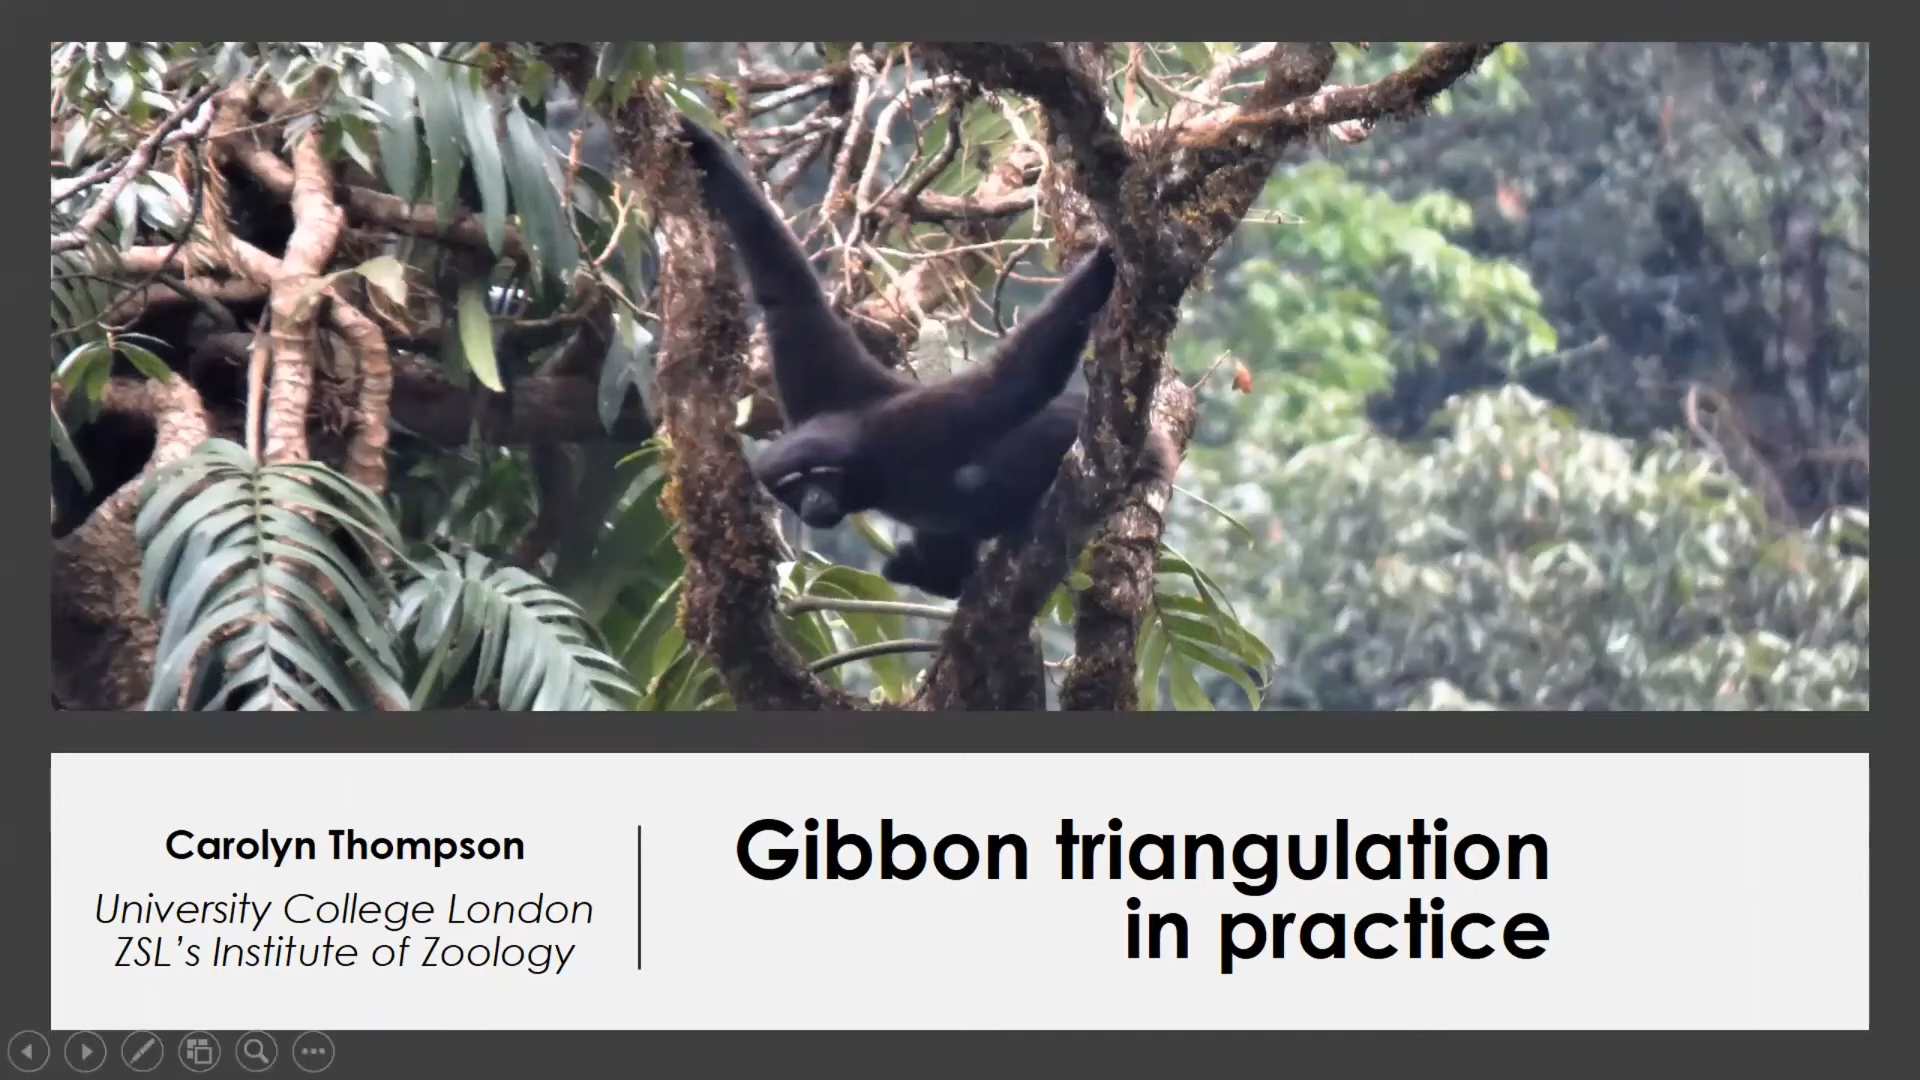 Carolyn Thompson
University College London
ZSL's Institute of Zoology
Gibbon triangulation
in practice